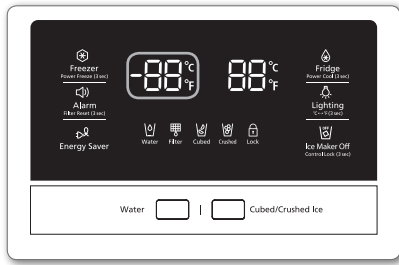 Freezer
Power Freeze (3 sec)
Alarm
Filter Reset (3 sec)
Energy Saver
-88°C °F
88°C °F
Water Filter Cubed Crushed Lock
Fridge
Power Cool (3 sec)
Lighting
°C↔°F (3 sec)
OFF
Ice Maker Off
Control Lock (3 sec)
Water | Cubed/Crushed Ice